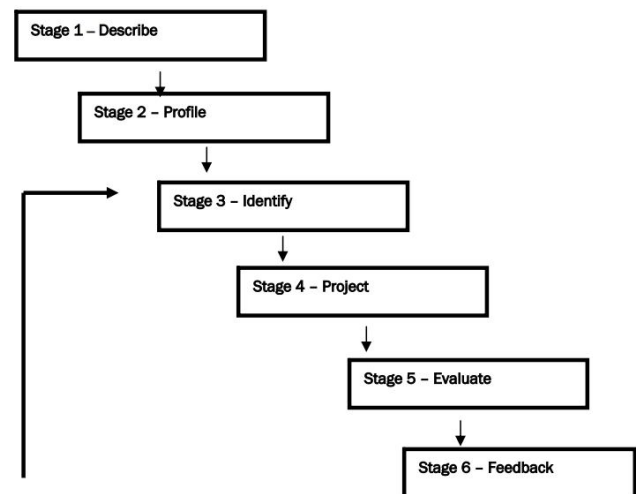 Stage 1 – Describe
Stage 2 – Profile
Stage 3 – Identify
Stage 4 – Project
Stage 5 – Evaluate
Stage 6 – Feedback